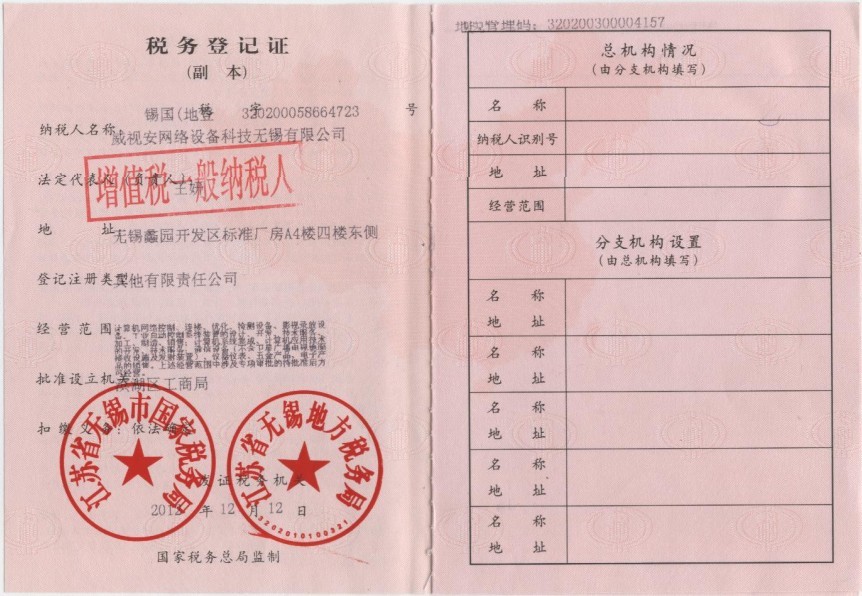 税务登记证
(副 本)
锡国(地登 税 字 320200058664723 号
纳税人名称 威视安网络设备科技无锡有限公司
增值税一般纳税人
法定代表人(负责人)
地 址 无锡蠡园开发区标准厂房A4楼四楼东侧
登记注册类型 其他有限责任公司
经营范围
批准设立机关 滨湖区工商局
扣缴义务:依法
江苏省无锡市国家税务局
江苏省无锡地方税务局
3202010100321
发证税务机关
2012 年 12 月 12 日
国家税务总局监制
地税管理码: 320200300004157
总机构情况
(由分支机构填写)
名 称
纳税人识别号
地 址
经营范围
分支机构设置
(由总机构填写)
名 称
地 址
名 称
地 址
名 称
地 址
名 称
地 址
名 称
地 址